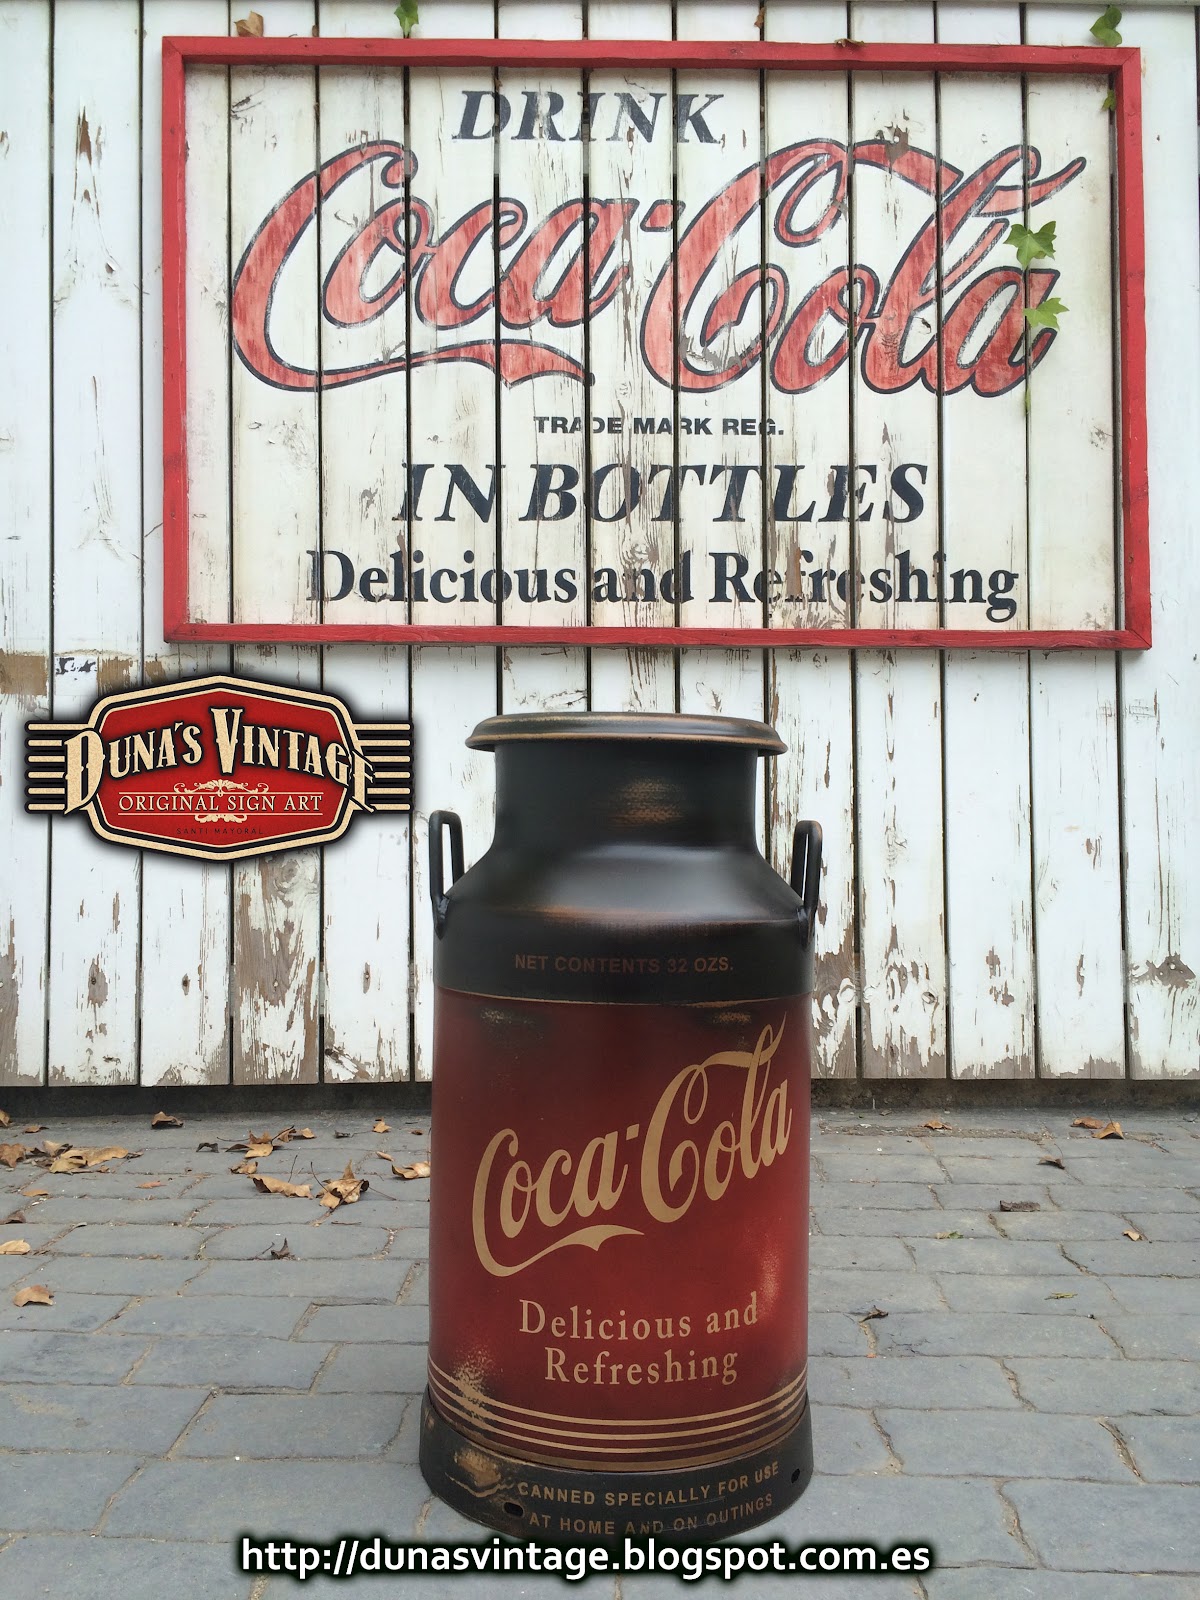 DRINK
Coca-Cola
TRADE MARK REG.
IN BOTTLES
Delicious and Refreshing
DUNA´S VINTAGE
ORIGINAL SIGN ART
SANTI MAYORAL
NET CONTENTS 32 OZS.
Coca-Cola
Delicious and
Refreshing
CANNED SPECIALLY FOR USE
AT HOME AND ON OUTINGS
http://dunasvintage.blogspot.com.es